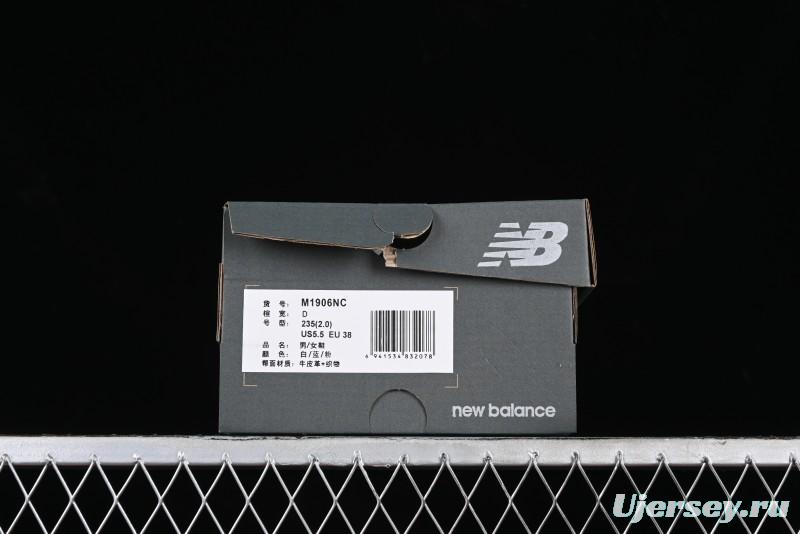 NB
货 号: M1906NC
楦 宽: D
号 型: 235(2.0)
US5.5 EU 38
品 名: 男/女鞋
颜 色: 白/蓝/粉
帮面材质: 牛皮革+织物
6 941534 832078
new balance
Ujersey.ru